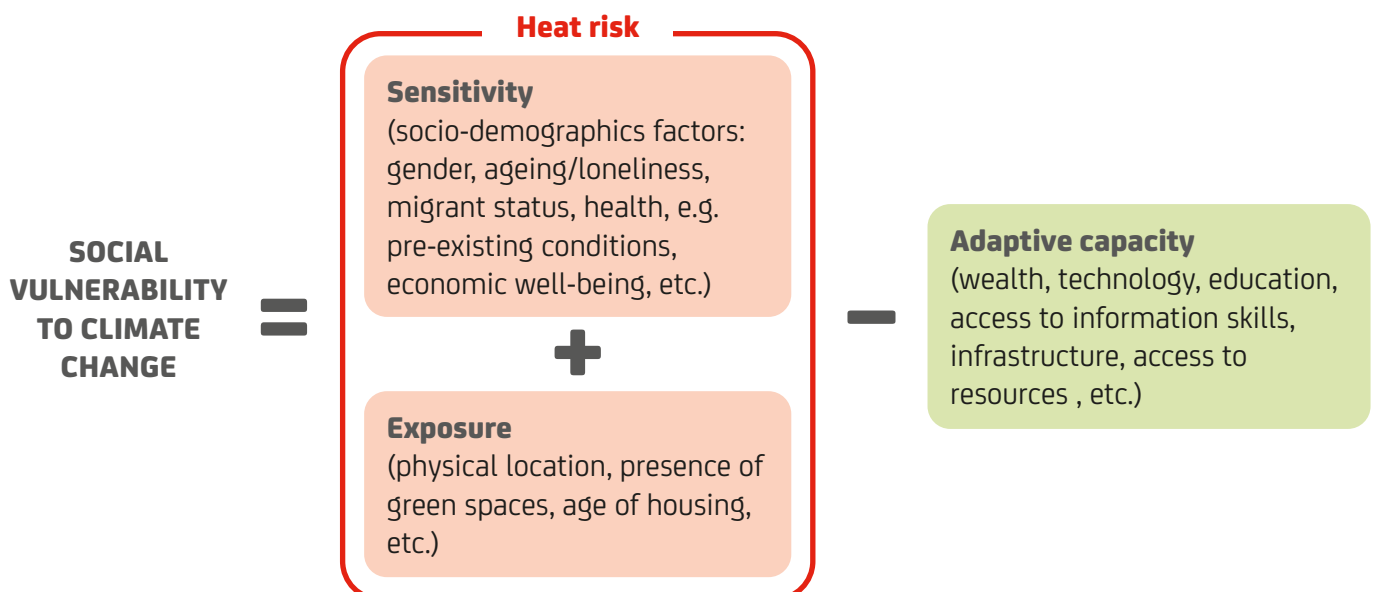 SOCIAL
VULNERABILITY
TO CLIMATE
CHANGE
=
Heat risk
Sensitivity
(socio-demographics factors:
gender, ageing/loneliness,
migrant status, health, e.g.
pre-existing conditions,
economic well-being, etc.)
+
Exposure
(physical location, presence of
green spaces, age of housing,
etc.)
–
Adaptive capacity
(wealth, technology, education,
access to information skills,
infrastructure, access to
resources , etc.)